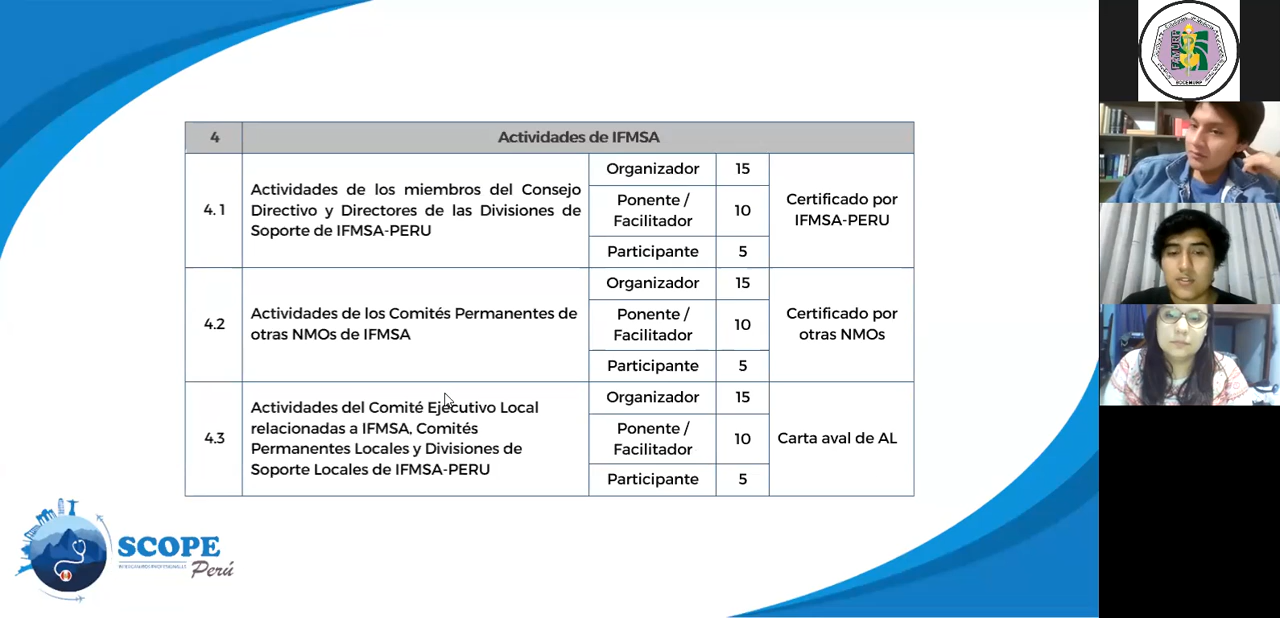 4
Actividades de IFMSA
4.1
Actividades de los miembros del Consejo
Directivo y Directores de las Divisiones de
Soporte de IFMSA-PERU
Organizador 15
Ponente /
Facilitador
10
Participante 5
Certificado por
IFMSA-PERU
4.2
Actividades de los Comités Permanentes de
otras NMOs de IFMSA
Organizador 15
Ponente /
Facilitador
10
Participante 5
Certificado por
otras NMOs
4.3
Actividades del Comité Ejecutivo Local
relacionadas a IFMSA, Comités
Permanentes Locales y Divisiones de
Soporte Locales de IFMSA-PERU
Organizador 15
Ponente /
Facilitador
10
Participante 5
Carta aval de AL
SCOPE
Perú
FAMURP
SOCEMURP